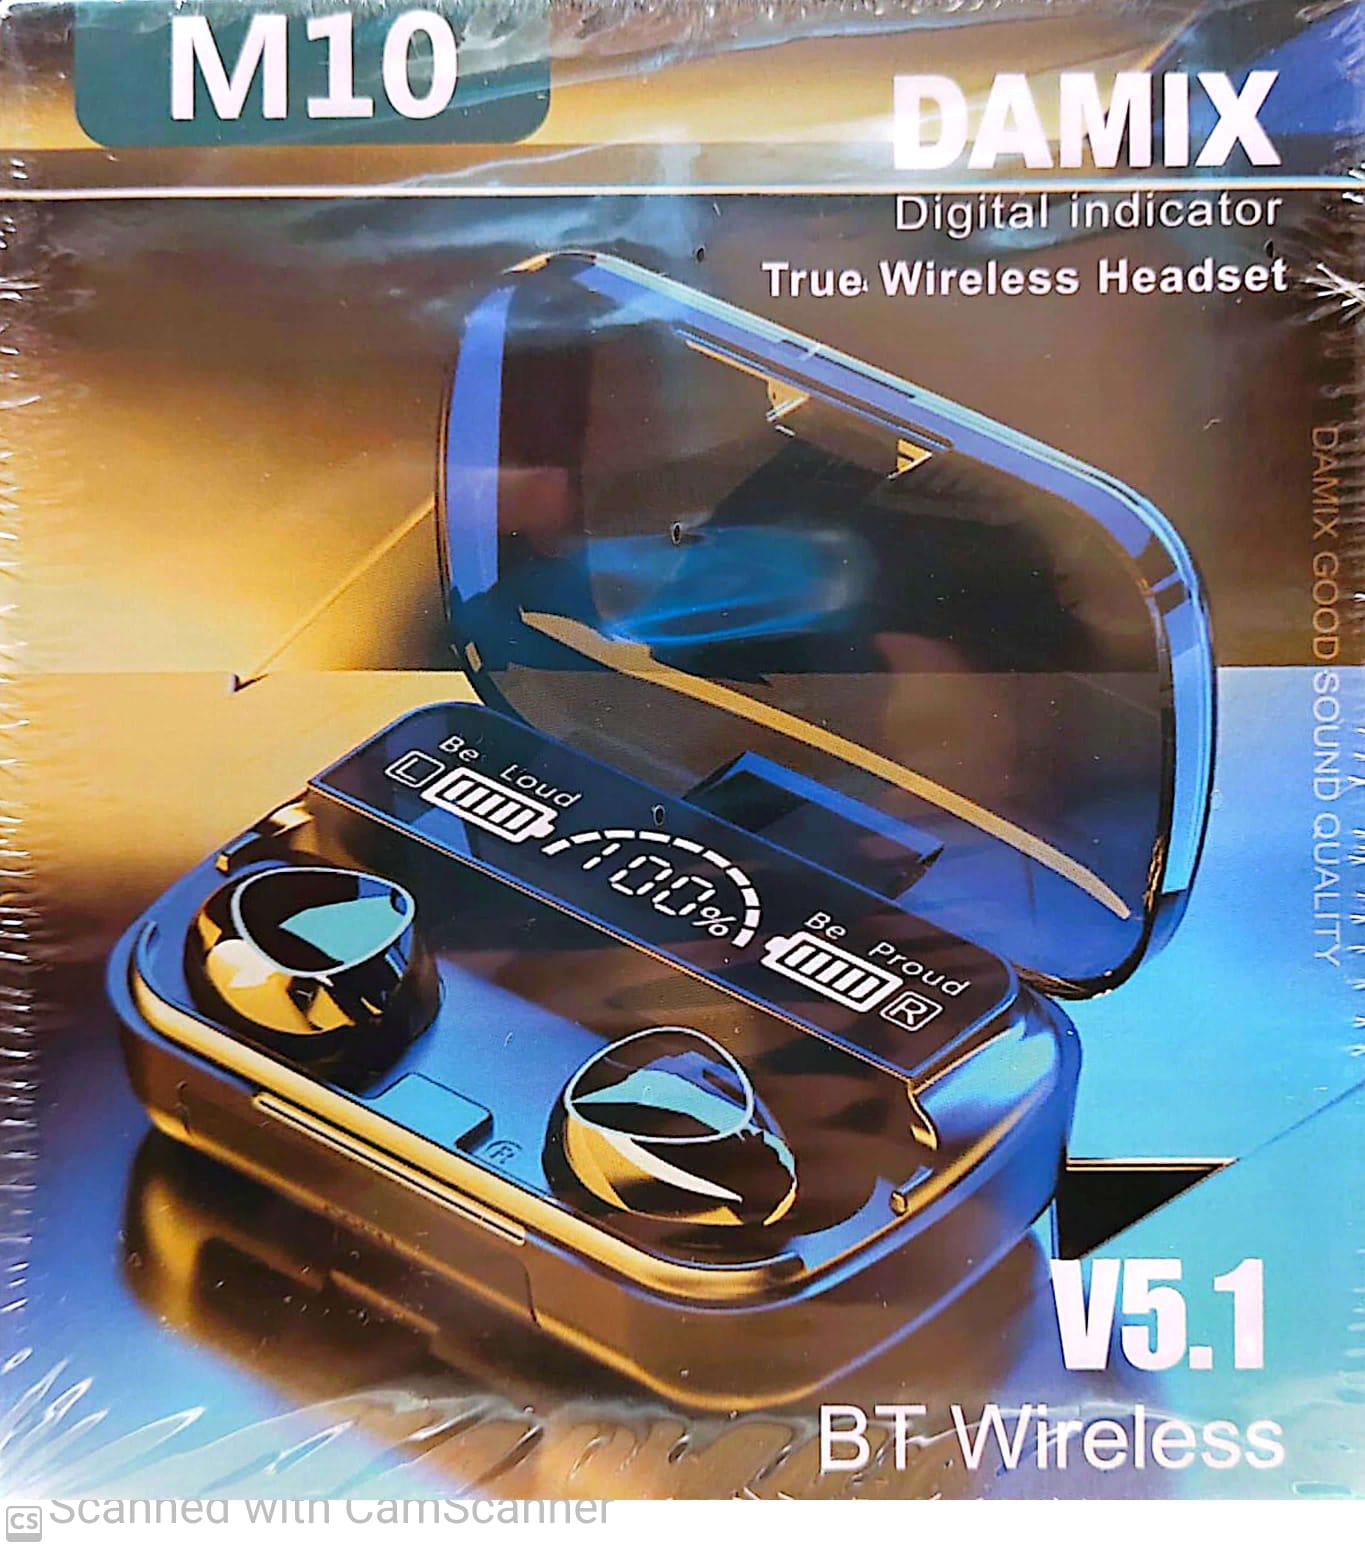 M10
DAMIX
Digital indicator
True Wireless Headset
DAMIX GOOD SOUND QUALITY
Be Loud
L
100%
Be Proud
R
®
V5.1
BT Wireless
CS Scanned with CamScanner